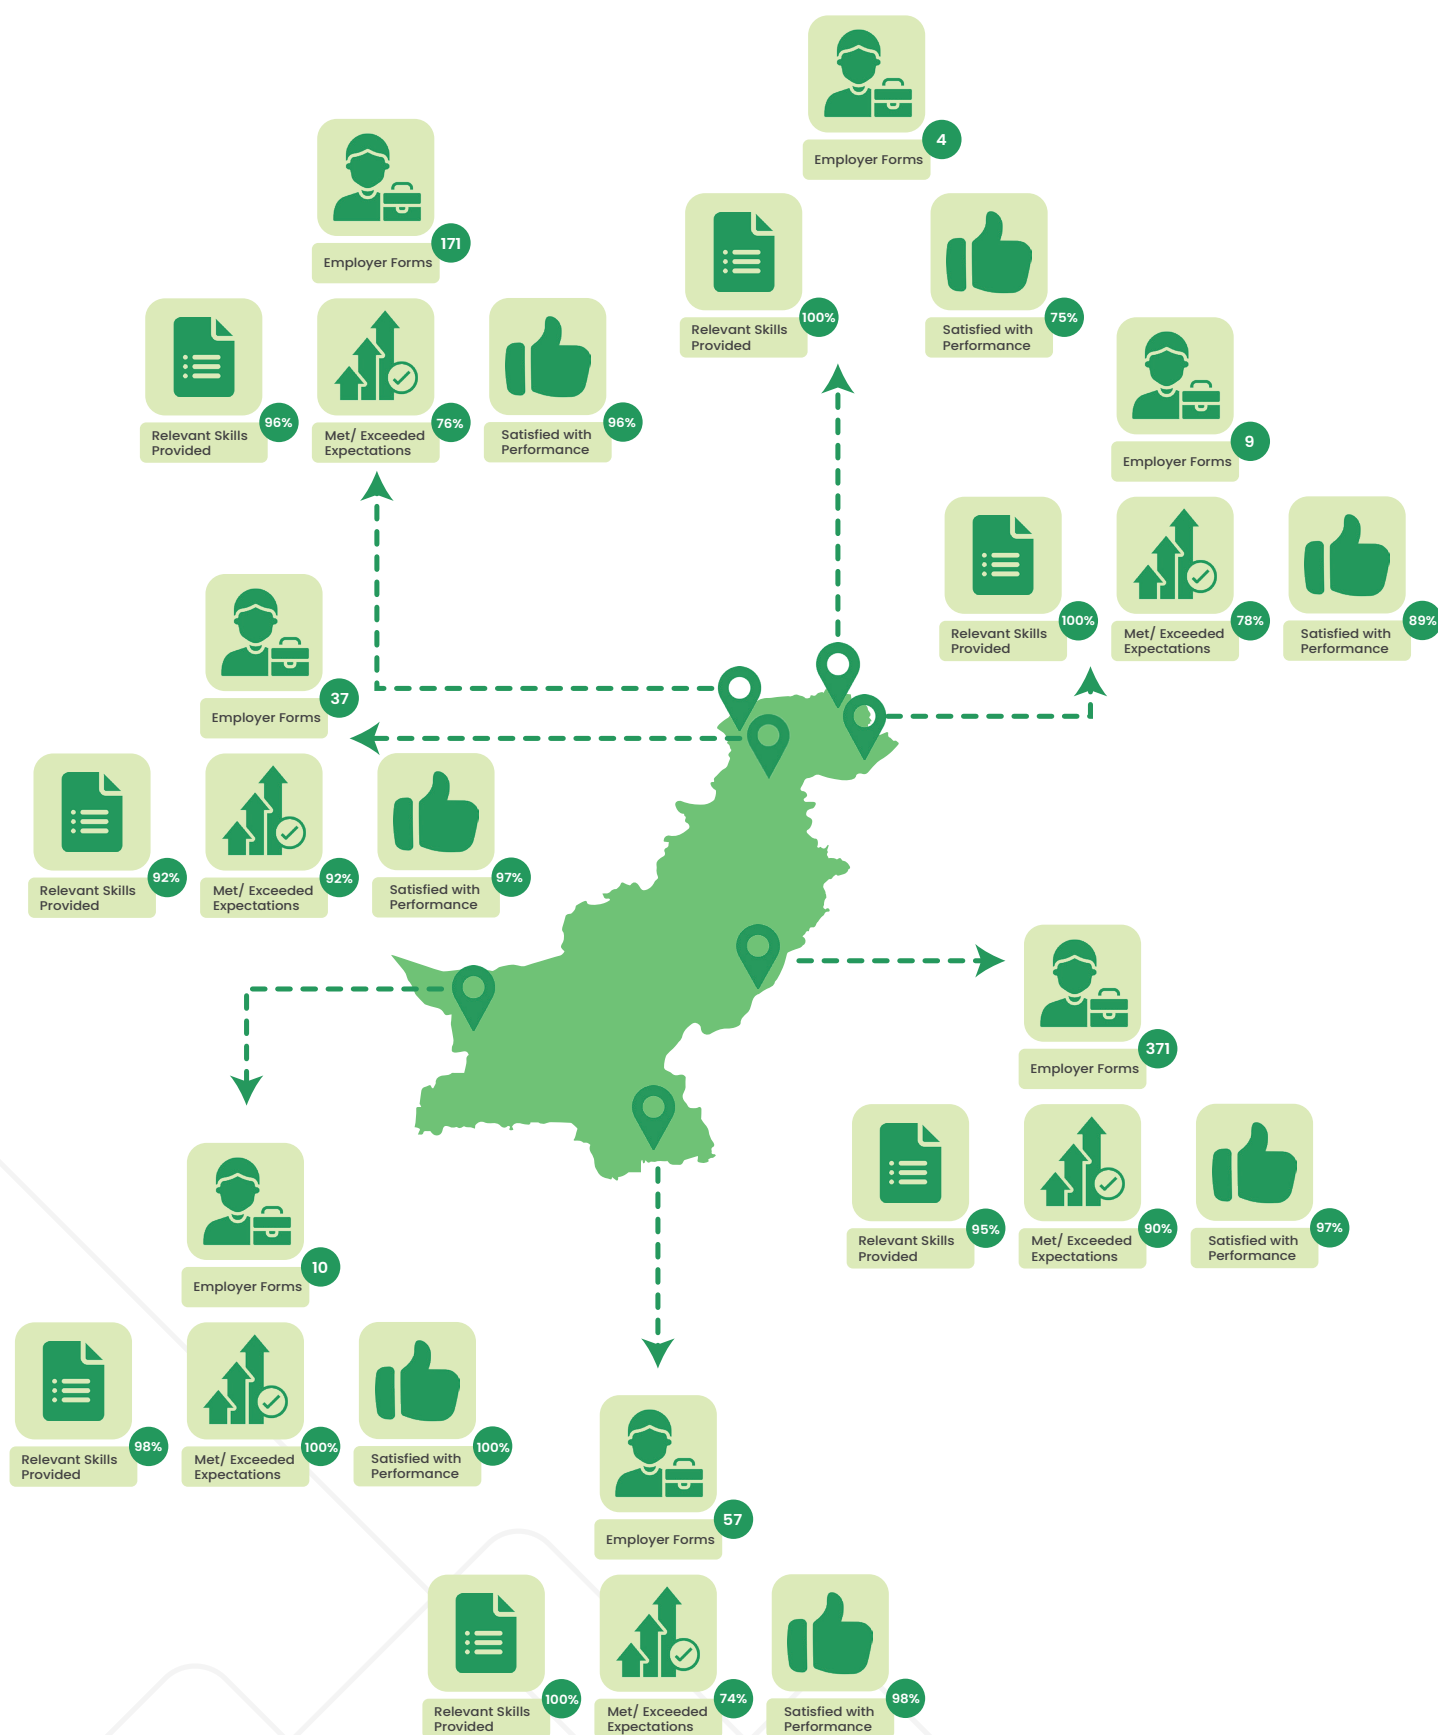 4
Employer Forms
100%
Relevant Skills
Provided
75%
Satisfied with
Performance
171
Employer Forms
96%
Relevant Skills
Provided
76%
Met/ Exceeded
Expectations
96%
Satisfied with
Performance
9
Employer Forms
100%
Relevant Skills
Provided
78%
Met/ Exceeded
Expectations
89%
Satisfied with
Performance
37
Employer Forms
92%
Relevant Skills
Provided
92%
Met/ Exceeded
Expectations
97%
Satisfied with
Performance
371
Employer Forms
95%
Relevant Skills
Provided
90%
Met/ Exceeded
Expectations
97%
Satisfied with
Performance
10
Employer Forms
98%
Relevant Skills
Provided
100%
Met/ Exceeded
Expectations
100%
Satisfied with
Performance
57
Employer Forms
100%
Relevant Skills
Provided
74%
Met/ Exceeded
Expectations
98%
Satisfied with
Performance